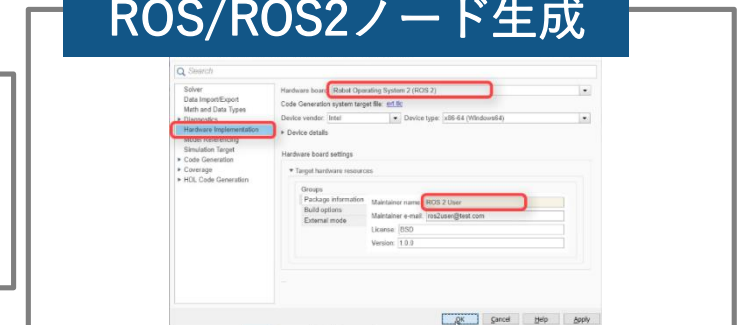 ROS/ROS2ノード生成
Search
Solver
Data Import/Export
Math and Data Types
Diagnostics
Hardware Implementation
Model Referencing
Simulation Target
Code Generation
Coverage
HDL Code Generation
Hardware board: Robot Operating System 2 (ROS 2)
Code Generation system target file: ert.tlc
Device vendor: Intel Device type: x86-64 (Windows64)
Device details
Hardware board settings
Target hardware resources
Groups
Package information
Build options
External mode
Maintainer name: ROS 2 User
Maintainer e-mail: ros2user@test.com
License: BSD
Version: 1.0.0
...
OK Cancel Help Apply